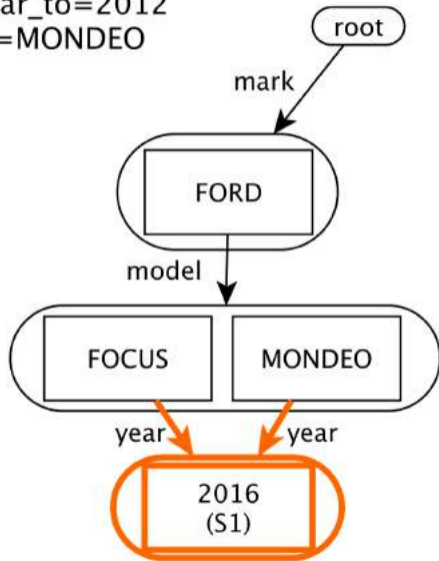 ar_to=2012
=MONDEO
root
mark
FORD
model
FOCUS MONDEO
year year
2016
(S1)